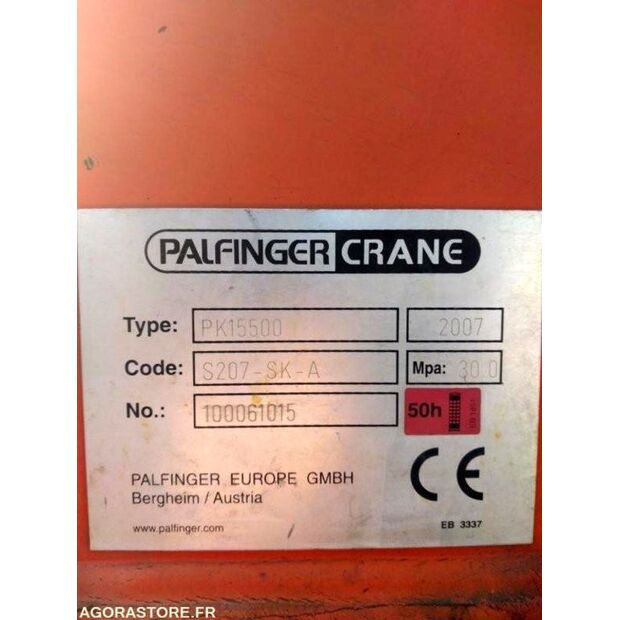 PALFINGER CRANE
Type: PK15500 2007
Code: S207-SK-A Mpa: 30.0
No.: 100061015 50h
PALFINGER EUROPE GMBH
Bergheim / Austria
CE
www.palfinger.com EB 3337
AGORASTORE.FR